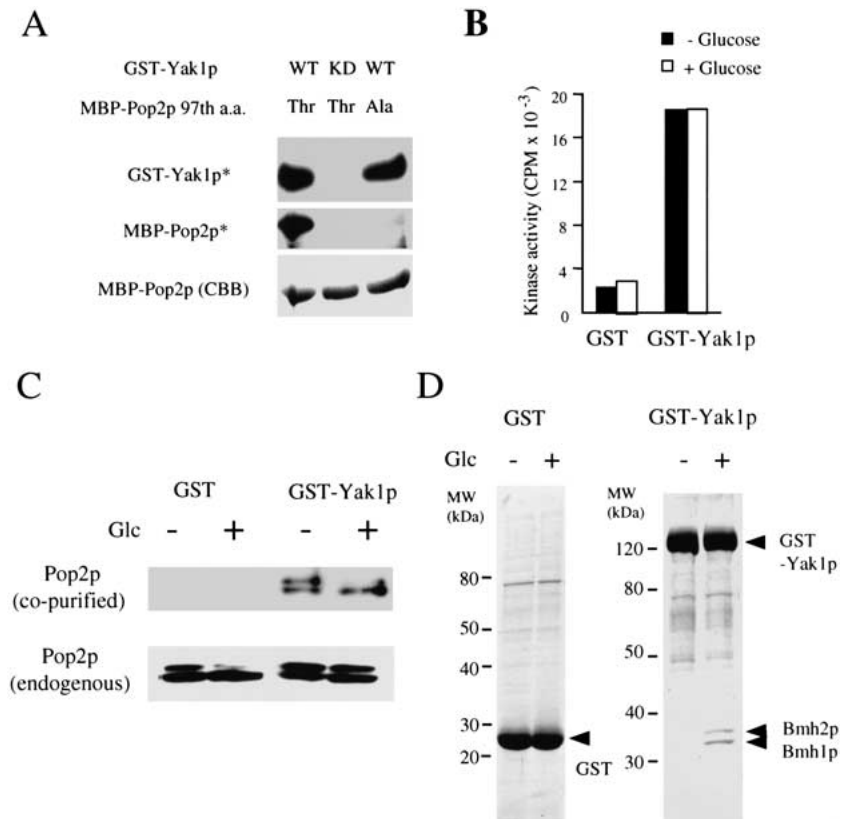 A
GST-Yak1p WT KD WT
MBP-Pop2p 97th a.a. Thr Thr Ala
GST-Yak1p*
MBP-Pop2p*
MBP-Pop2p (CBB)
B
- Glucose
+ Glucose
Kinase activity (CPM x 10⁻³)
20
16
12
8
4
0
GST GST-Yak1p
C
GST GST-Yak1p
Glc - + - +
Pop2p
(co-purified)
Pop2p
(endogenous)
D
GST
Glc - +
MW
(kDa)
80
50
40
30
20
GST
GST-Yak1p
- +
MW
(kDa)
120
80
50
30
GST
-Yak1p
Bmh2p
Bmh1p